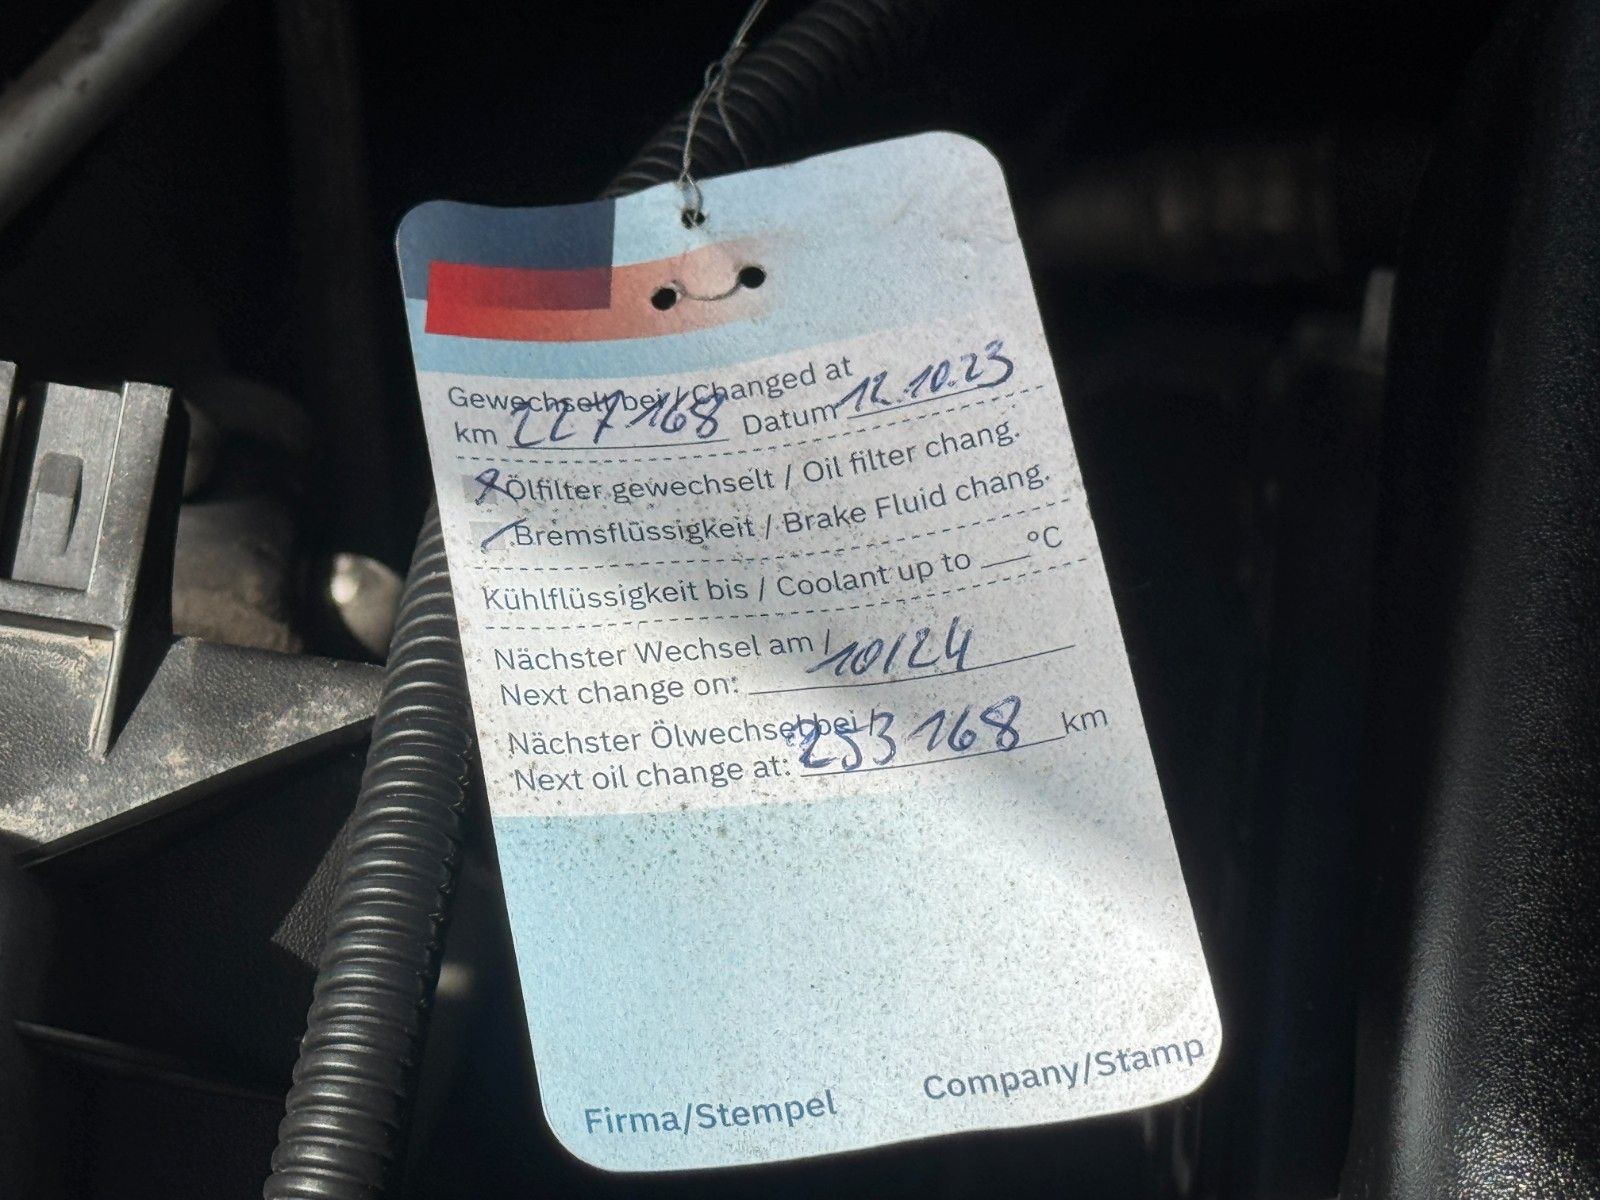 Gewechselt bei / Changed at
km 227168 Datum 12.10.23
Ölfilter gewechselt / Oil filter chang.
Bremsflüssigkeit / Brake Fluid chang.
Kühlflüssigkeit bis / Coolant up to ___°C
Nächster Wechsel am /
Next change on: 10/24
Nächster Ölwechsel bei /
Next oil change at: 253168 km
Firma/Stempel Company/Stamp